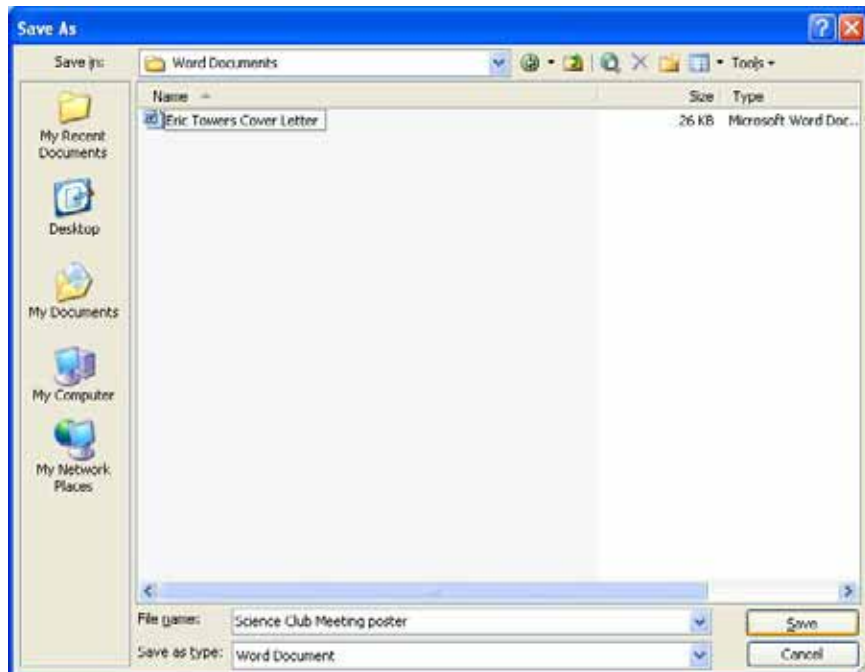 Save As
Save in: Word Documents Tools
Name Size Type
Eric Towers Cover Letter 26 KB Microsoft Word Doc...
My Recent
Documents
Desktop
My Documents
My Computer
My Network
Places
File name: Science Club Meeting poster Save
Save as type: Word Document Cancel